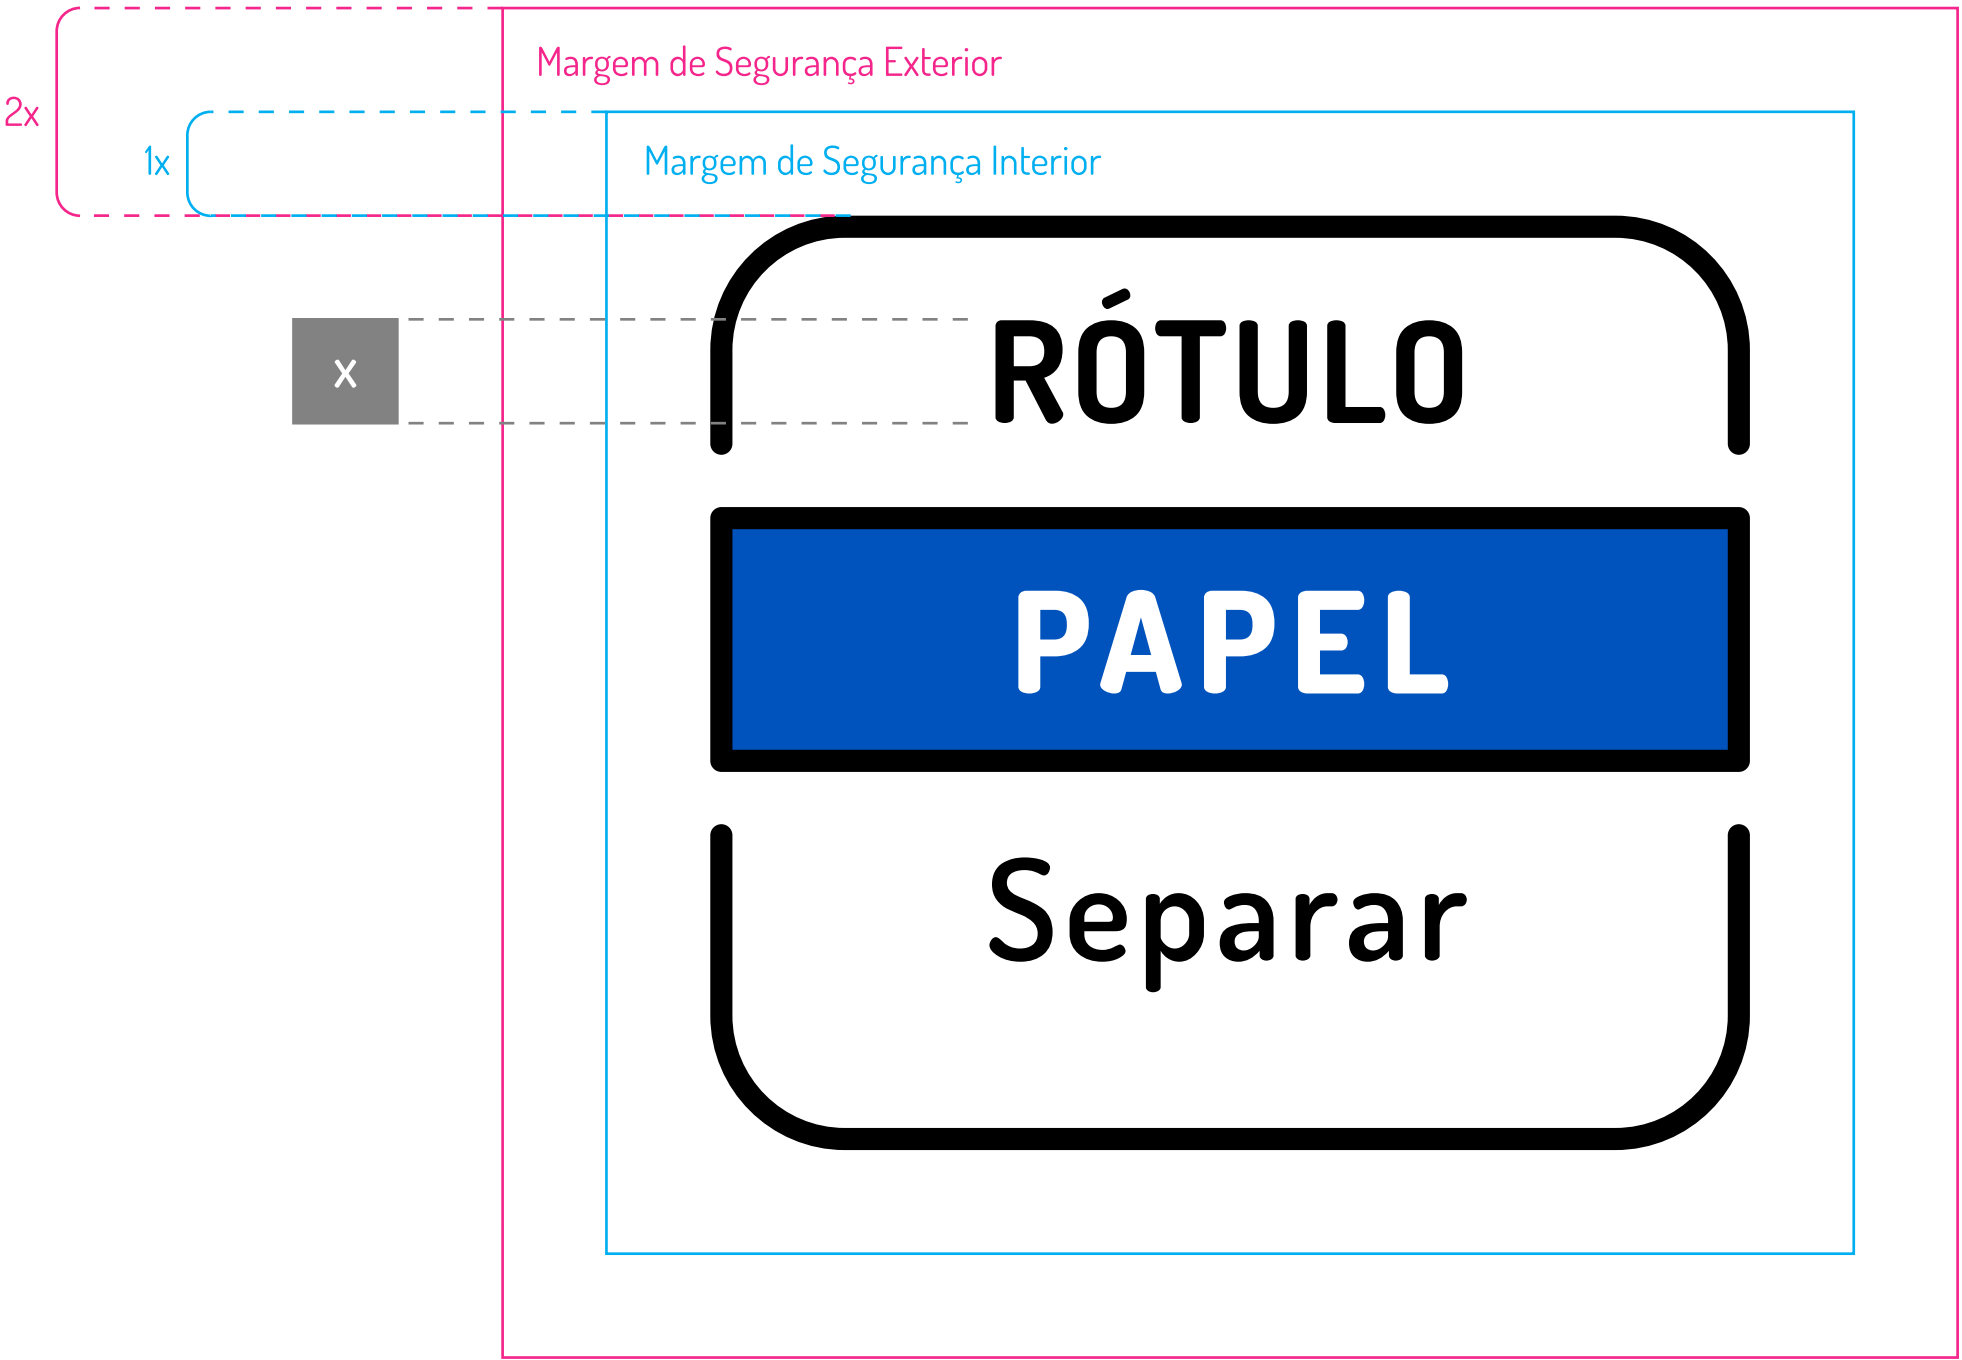 Margem de Segurança Exterior
2x
1x
Margem de Segurança Interior
x
RÓTULO
PAPEL
Separar